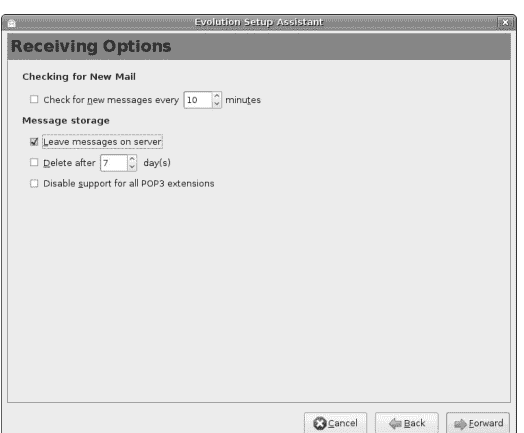 Evolution Setup Assistant
Receiving Options
Checking for New Mail
Check for new messages every 10 minutes
Message storage
Leave messages on server
Delete after 7 day(s)
Disable support for all POP3 extensions
Cancel Back Forward